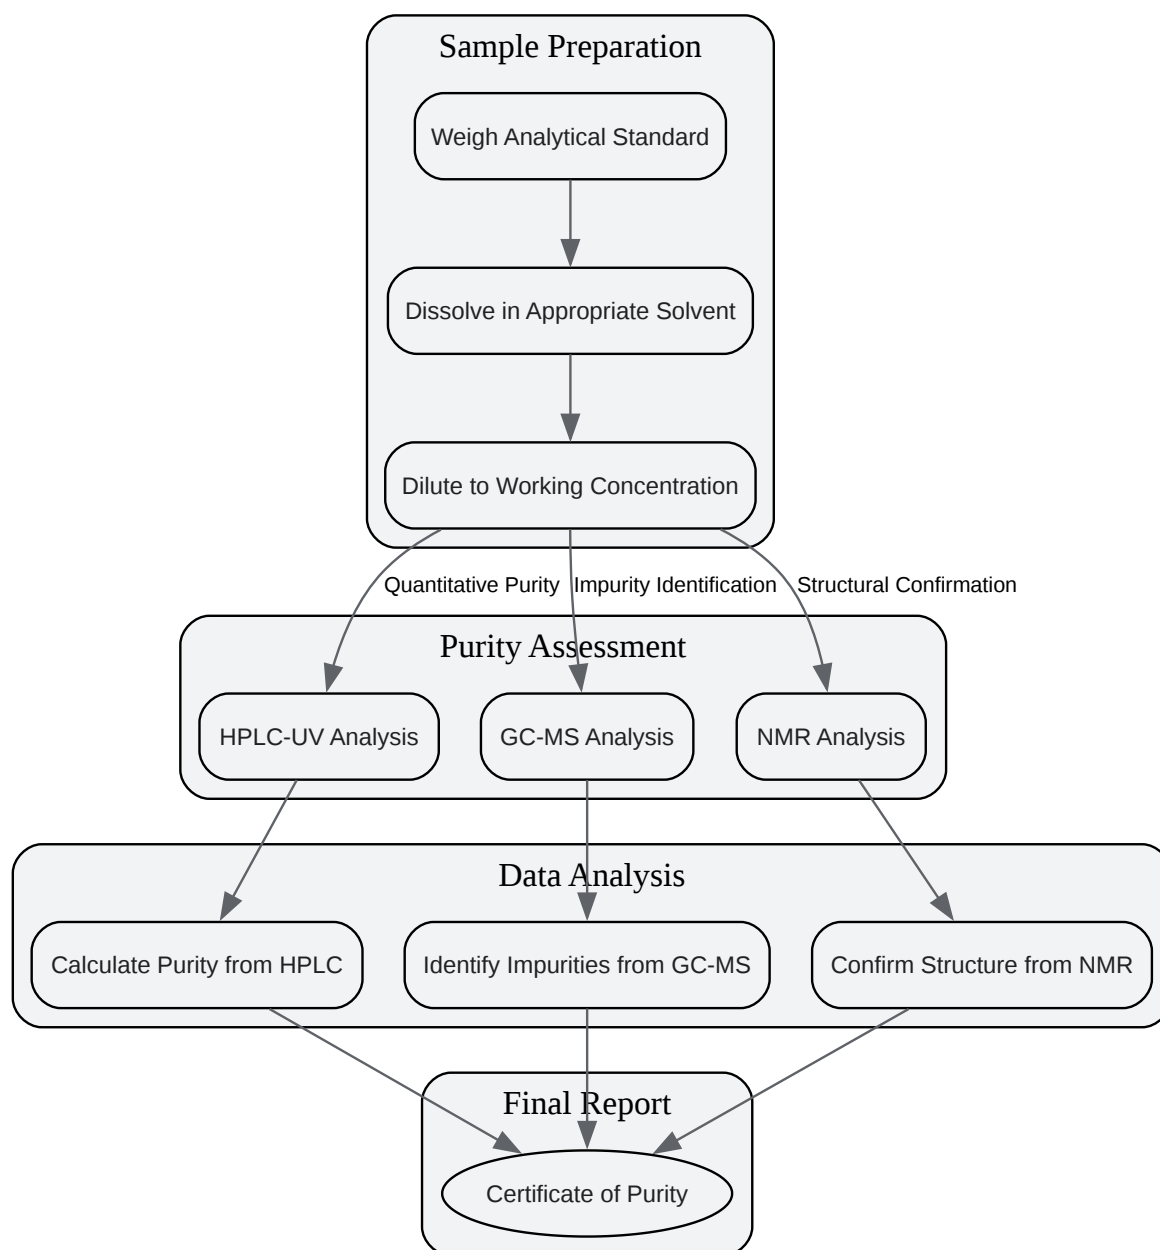 Sample Preparation
Weigh Analytical Standard
Dissolve in Appropriate Solvent
Dilute to Working Concentration
Quantitative Purity
Impurity Identification
Structural Confirmation
Purity Assessment
HPLC-UV Analysis
GC-MS Analysis
NMR Analysis
Data Analysis
Calculate Purity from HPLC
Identify Impurities from GC-MS
Confirm Structure from NMR
Final Report
Certificate of Purity